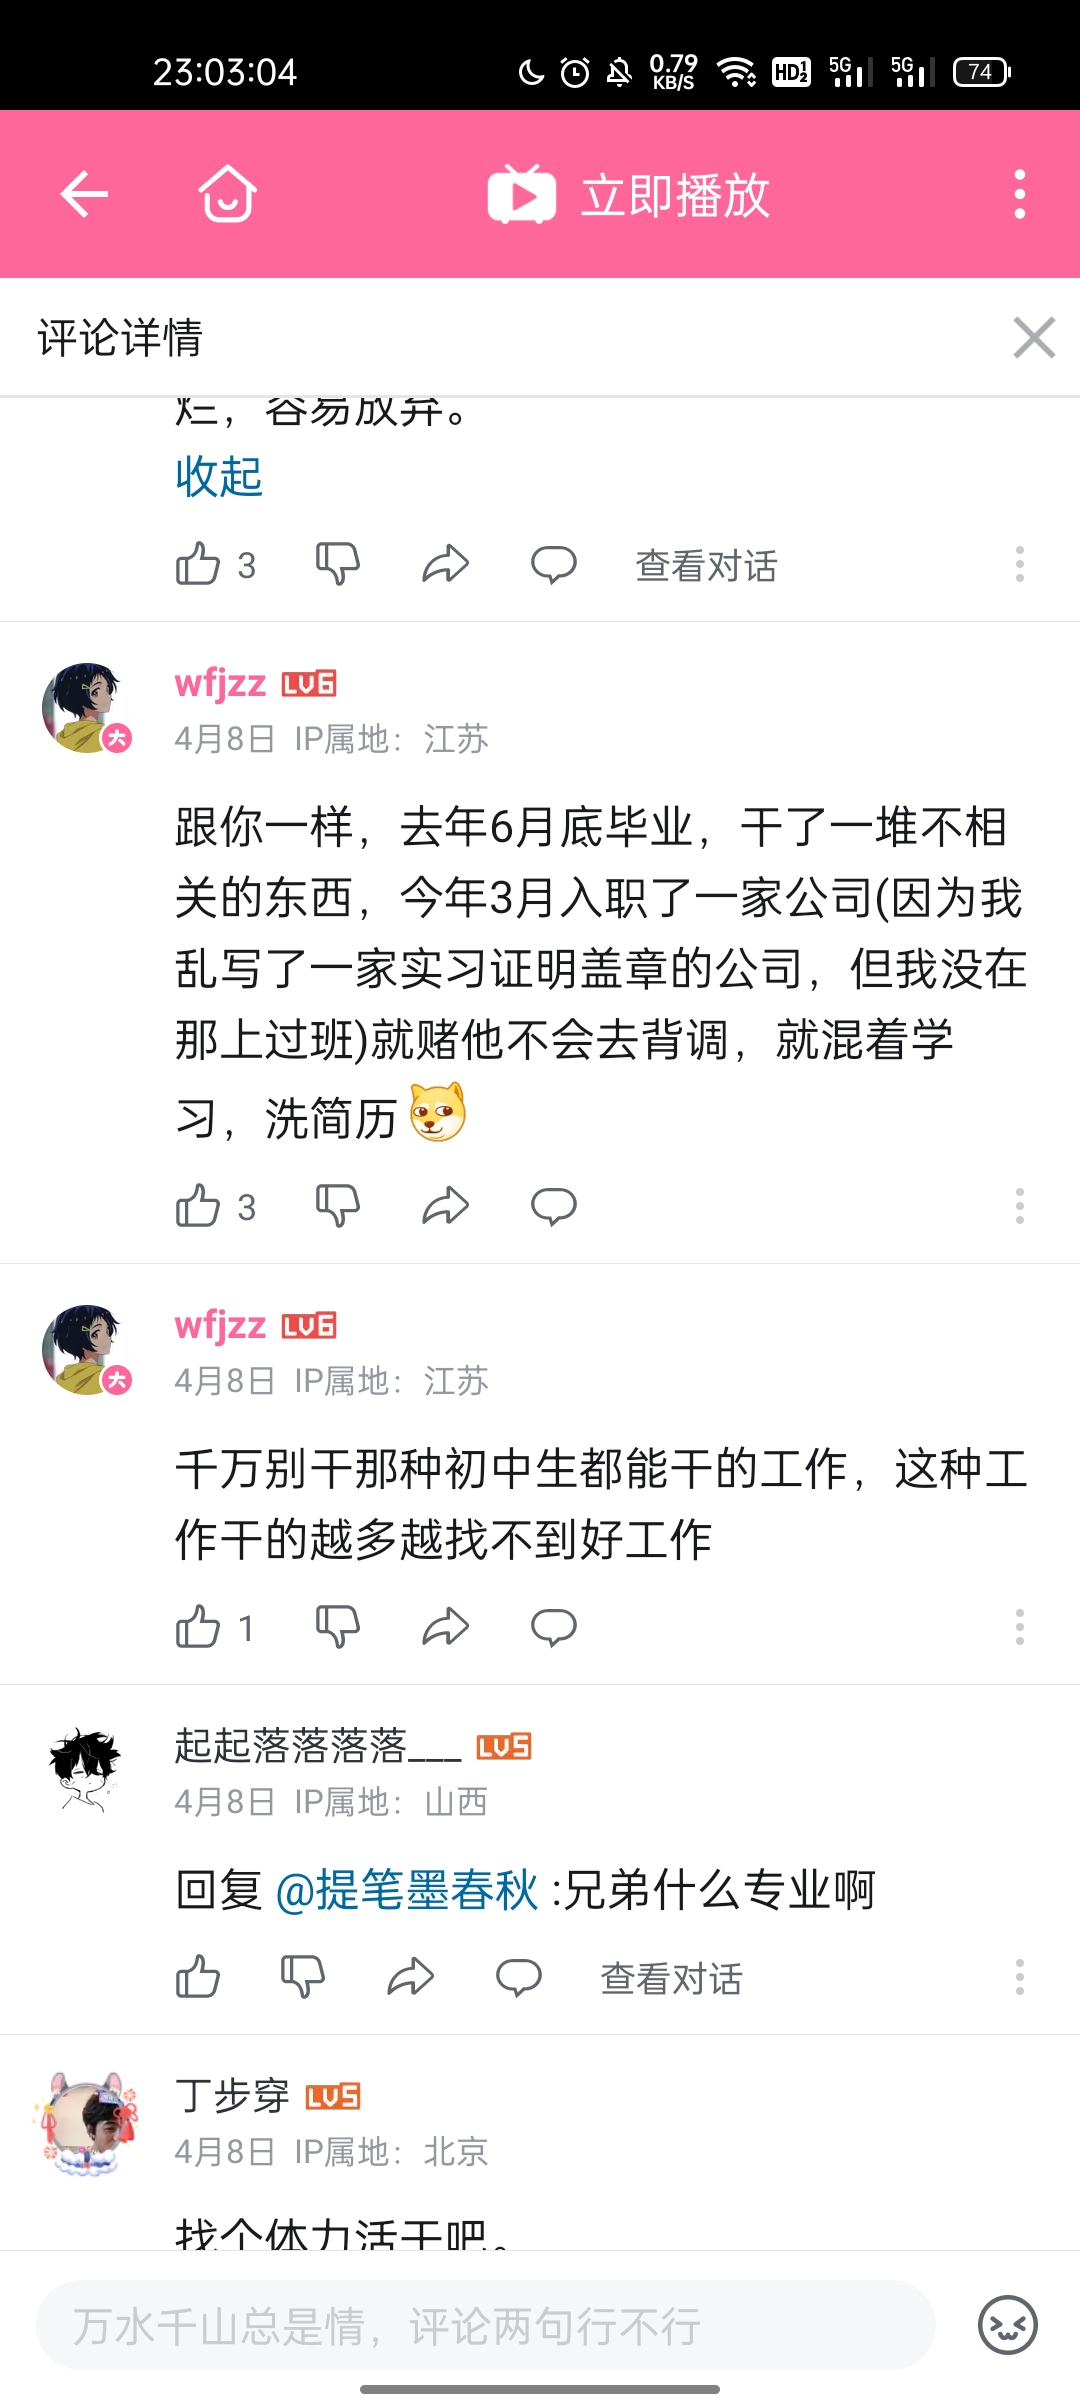 23:03:04
0.79
KB/S
HD 1 2
5G
5G
74
立即播放
评论详情
烂，容易放弃。
收起
3
查看对话
wfjzz LV6
大
4月8日 IP属地：江苏
跟你一样，去年6月底毕业，干了一堆不相
关的东西，今年3月入职了一家公司(因为我
乱写了一家实习证明盖章的公司，但我没在
那上过班)就赌他不会去背调，就混着学
习，洗简历
3
wfjzz LV6
大
4月8日 IP属地：江苏
千万别干那种初中生都能干的工作，这种工
作干的越多越找不到好工作
1
起起落落落落___ LV5
4月8日 IP属地：山西
回复 @提笔墨春秋 :兄弟什么专业啊
查看对话
丁步穿 LV5
4月8日 IP属地：北京
找个体力活干吧。
万水千山总是情，评论两句行不行